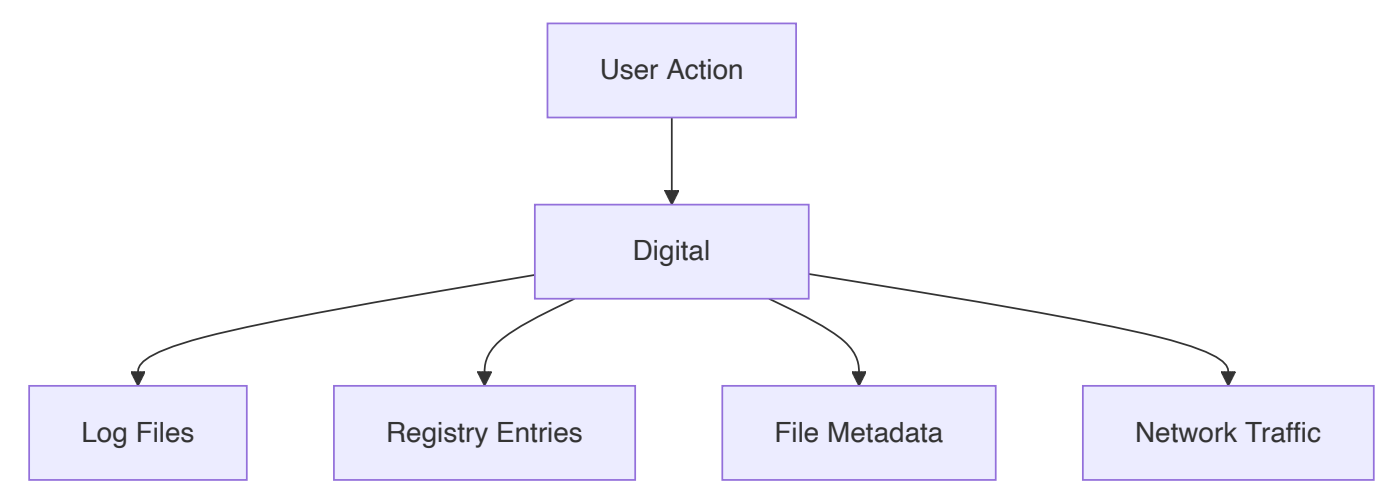 User Action
Digital
Log Files
Registry Entries
File Metadata
Network Traffic